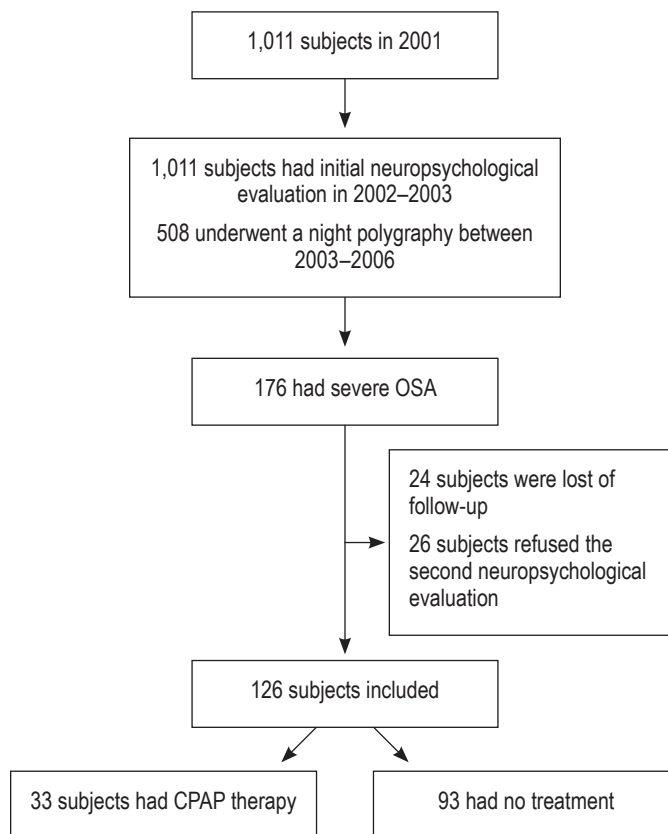 1,011 subjects in 2001
1,011 subjects had initial neuropsychological
evaluation in 2002–2003
508 underwent a night polygraphy between
2003–2006
176 had severe OSA
24 subjects were lost of
follow-up
26 subjects refused the
second neuropsychological
evaluation
126 subjects included
33 subjects had CPAP therapy
93 had no treatment